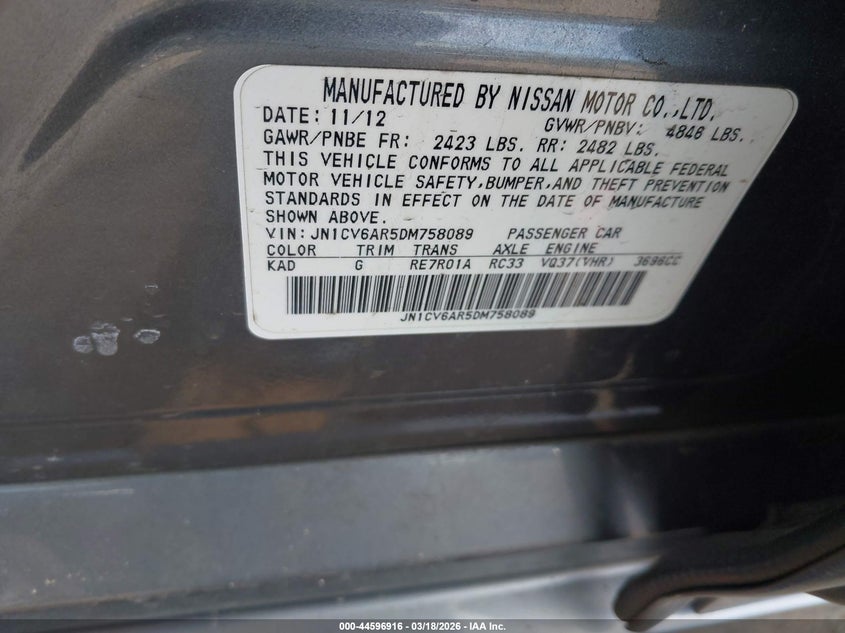 MANUFACTURED BY NISSAN MOTOR CO.,LTD.
DATE: 11/12 GVWR/PNBV: 4848 LBS.
GAWR/PNBE FR: 2423 LBS. RR: 2482 LBS.
THIS VEHICLE CONFORMS TO ALL APPLICABLE FEDERAL
MOTOR VEHICLE SAFETY,BUMPER,AND THEFT PREVENTION
STANDARDS IN EFFECT ON THE DATE OF MANUFACTURE
SHOWN ABOVE.
VIN:JN1CV6AR5DM758089 PASSENGER CAR
COLOR TRIM TRANS AXLE ENGINE
KAD G RE7R01A RC33 VQ37(VHR) 3696CC
JN1CV6AR5DM758089
000-44596916 - 03/18/2026 - IAA Inc.